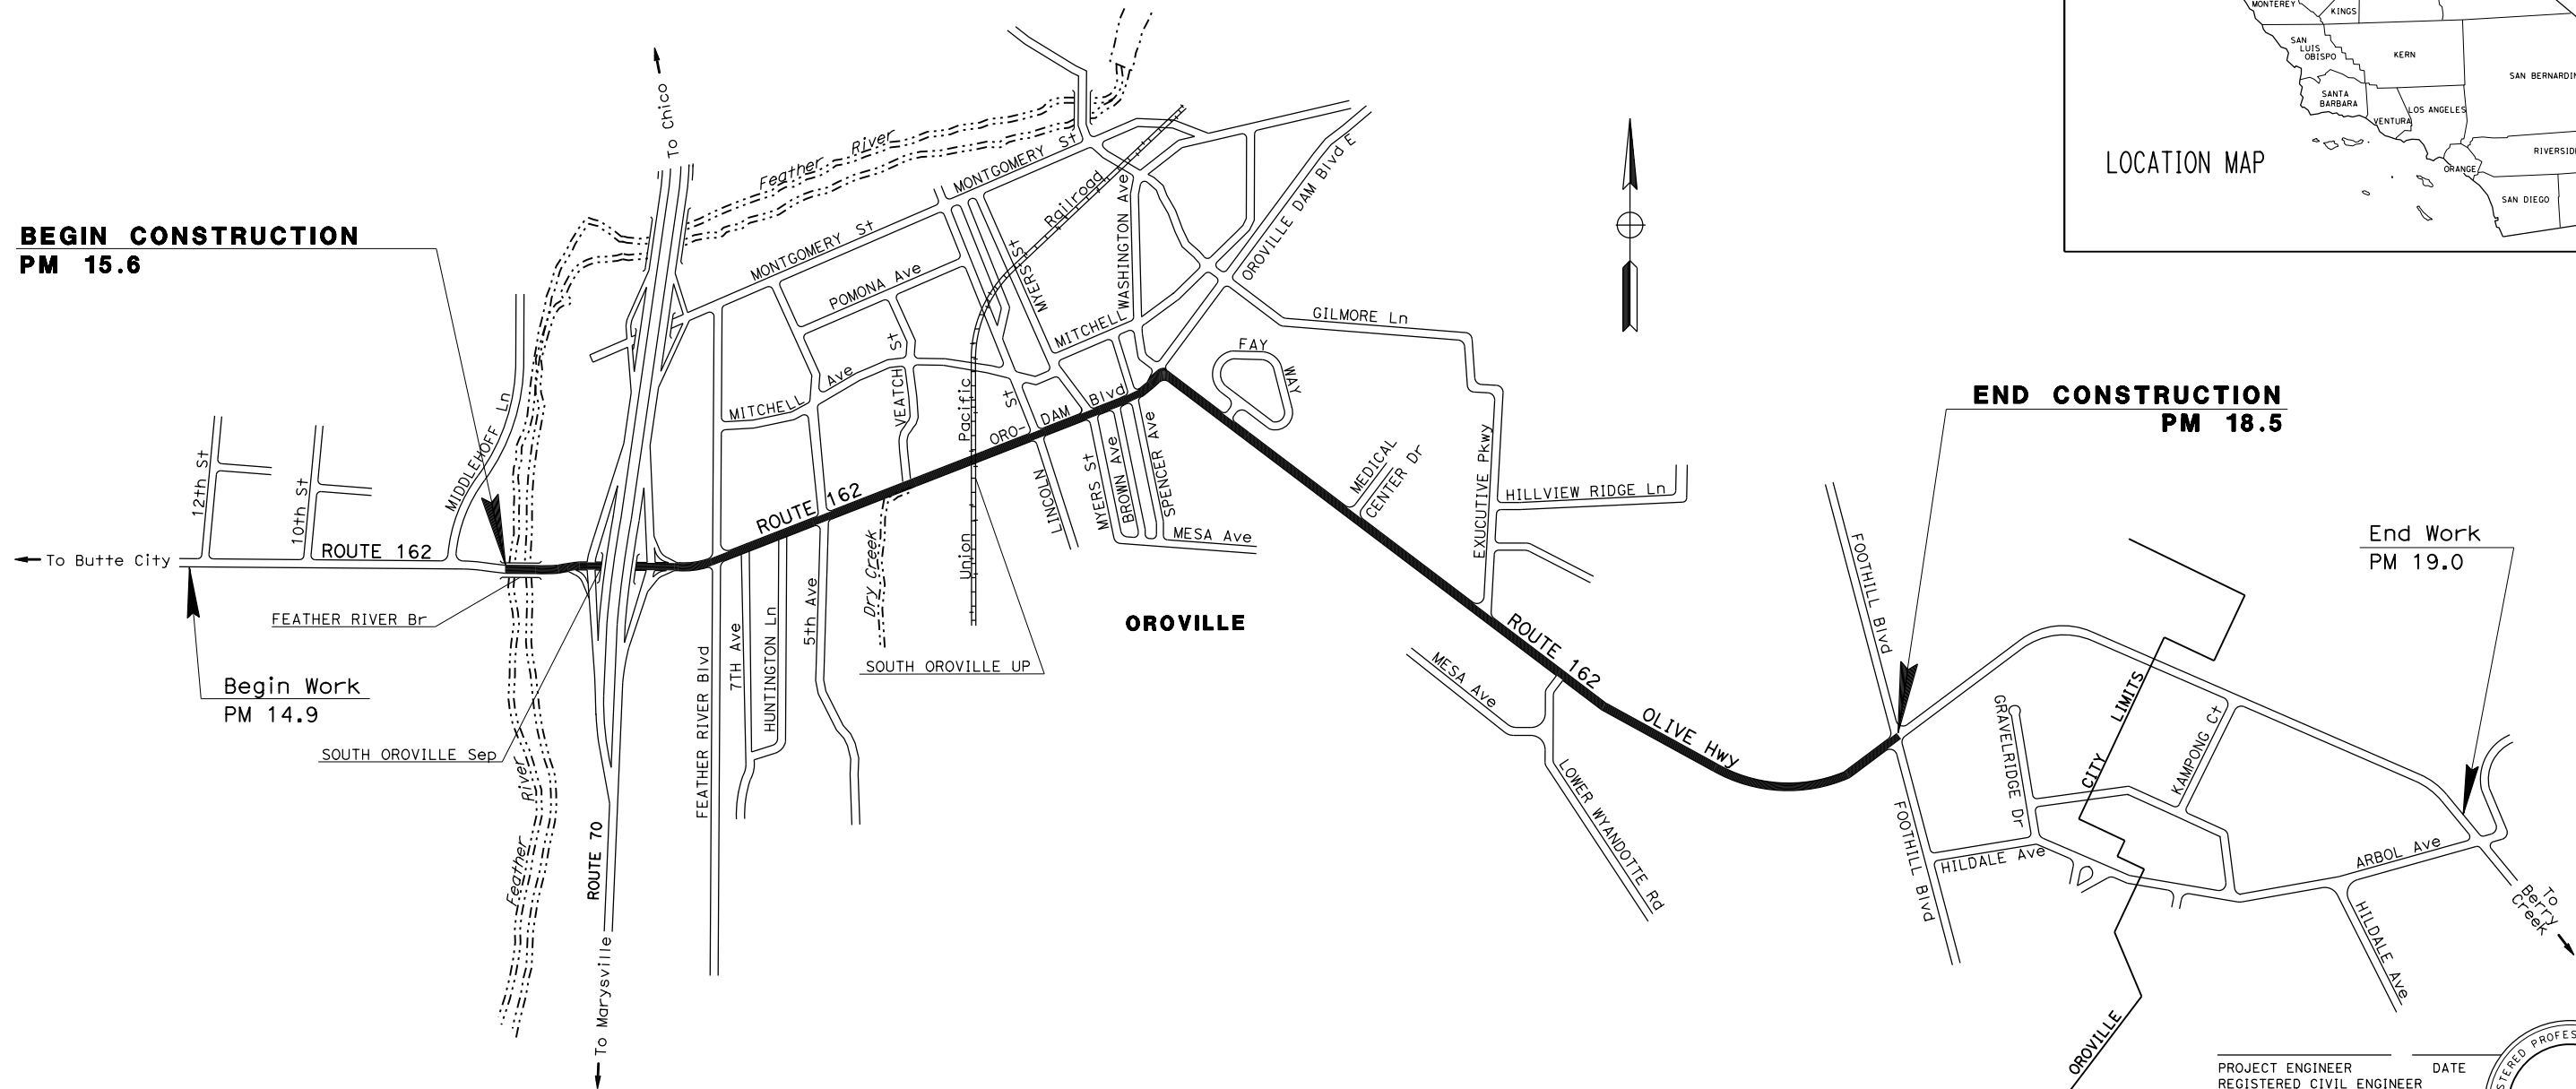 MONTEREY
KINGS
SAN
LUIS
OBISPO
KERN
SAN BERNARDIN
SANTA
BARBARA
LOS ANGELES
VENTURA
RIVERSID
ORANGE
SAN DIEGO
LOCATION MAP
To Chico
Feather River
MONTGOMERY St
Railroad
WASHINGTON Ave
OROVILLE DAM Blvd E
BEGIN CONSTRUCTION
PM 15.6
MONTGOMERY St
POMONA Ave
MYERS St
MITCHELL
GILMORE Ln
FAY
WAY
MIDDLEHOFF Ln
MITCHELL Ave
VEATCH St
Pacific
Union
St
LINCOLN
ORO-DAM Blvd
MYERS St
BROWN Ave
SPENCER Ave
MESA Ave
MEDICAL
CENTER Dr
EXUCUTIVE Pkwy
HILLVIEW RIDGE Ln
END CONSTRUCTION
PM 18.5
12th St
10th St
To Butte City
ROUTE 162
ROUTE 162
FEATHER RIVER Br
Begin Work
PM 14.9
SOUTH OROVILLE Sep
Feather River
ROUTE 70
To Marysville
FEATHER RIVER Blvd
7TH Ave
HUNTINGTON Ln
5th Ave
Dry Creek
SOUTH OROVILLE UP
OROVILLE
ROUTE 162
OLIVE Hwy
MESA Ave
LOWER WYANDOTTE Rd
FOOTHILL Blvd
FOOTHILL Blvd
End Work
PM 19.0
GRAVELRIDGE Dr
CITY LIMITS
KAMPONG Ct
HILDALE Ave
ARBOL Ave
HILDALE Ave
To
Berry
Creek
OROVILLE
PROJECT ENGINEER
DATE
REGISTERED CIVIL ENGINEER
STERED PROFES